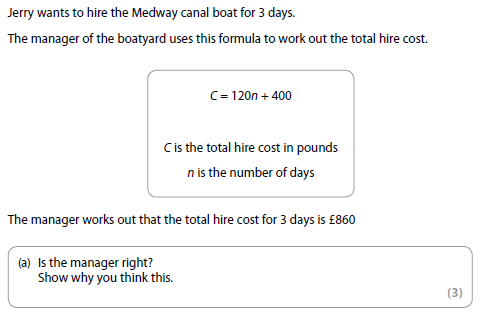 Jerry wants to hire the Medway canal boat for 3 days.
The manager of the boatyard uses this formula to work out the total hire cost.
C = 120n + 400
C is the total hire cost in pounds
n is the number of days
The manager works out that the total hire cost for 3 days is £860
(a) Is the manager right?
Show why you think this.
(3)